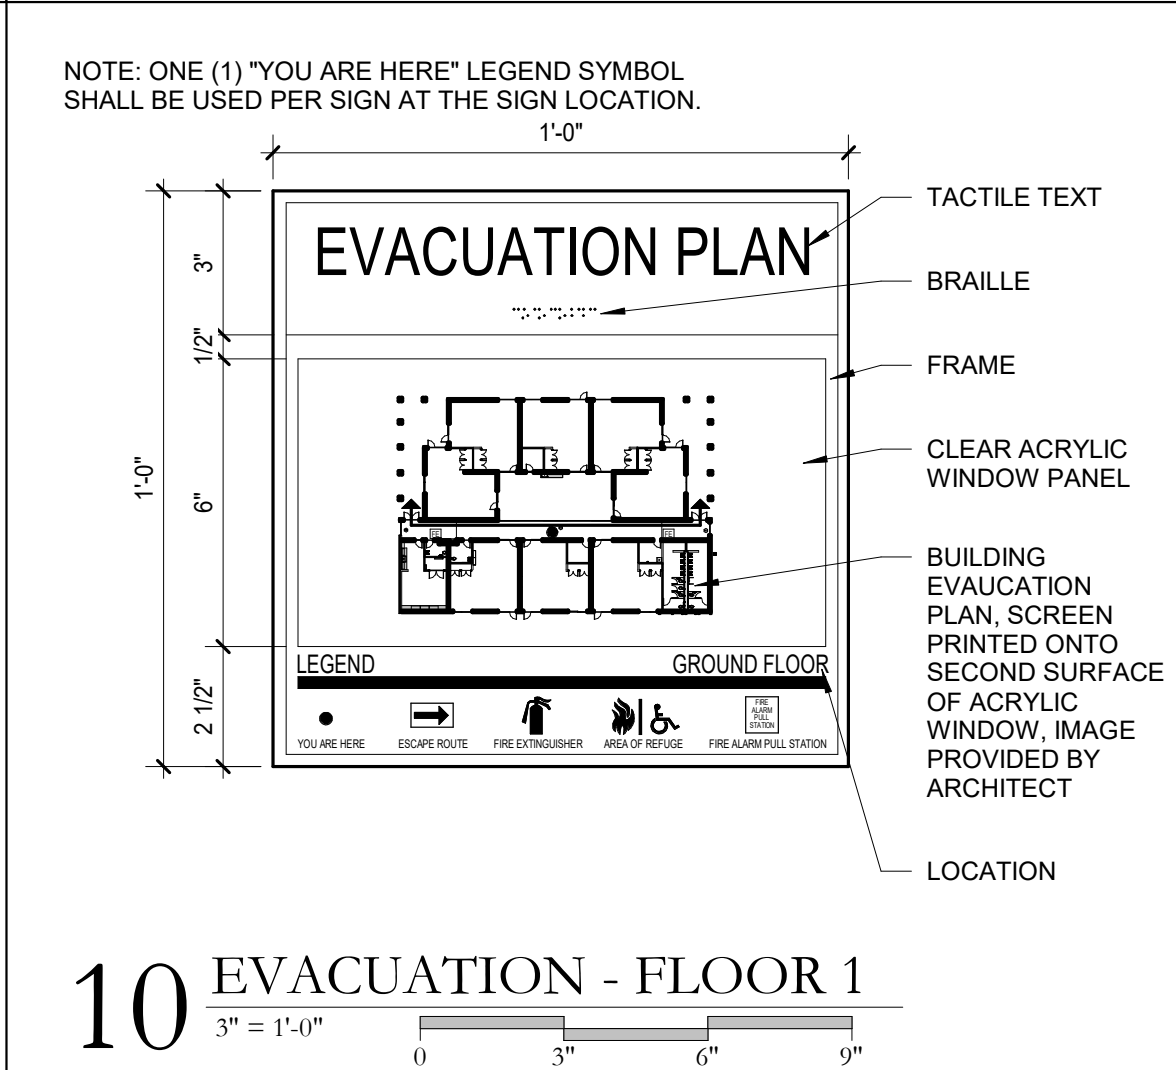 NOTE: ONE (1) "YOU ARE HERE" LEGEND SYMBOL
SHALL BE USED PER SIGN AT THE SIGN LOCATION.
1'-0"
1'-0"
3"
1/2"
6"
2 1/2"
EVACUATION PLAN
FE
FE
LEGEND
GROUND FLOOR
YOU ARE HERE
ESCAPE ROUTE
FIRE EXTINGUISHER
AREA OF REFUGE
FIRE
ALARM
PULL
STATION
FIRE ALARM PULL STATION
TACTILE TEXT
BRAILLE
FRAME
CLEAR ACRYLIC
WINDOW PANEL
BUILDING
EVAUCATION
PLAN, SCREEN
PRINTED ONTO
SECOND SURFACE
OF ACRYLIC
WINDOW, IMAGE
PROVIDED BY
ARCHITECT
LOCATION
10
EVACUATION - FLOOR 1
3" = 1'-0"
0 3" 6" 9"